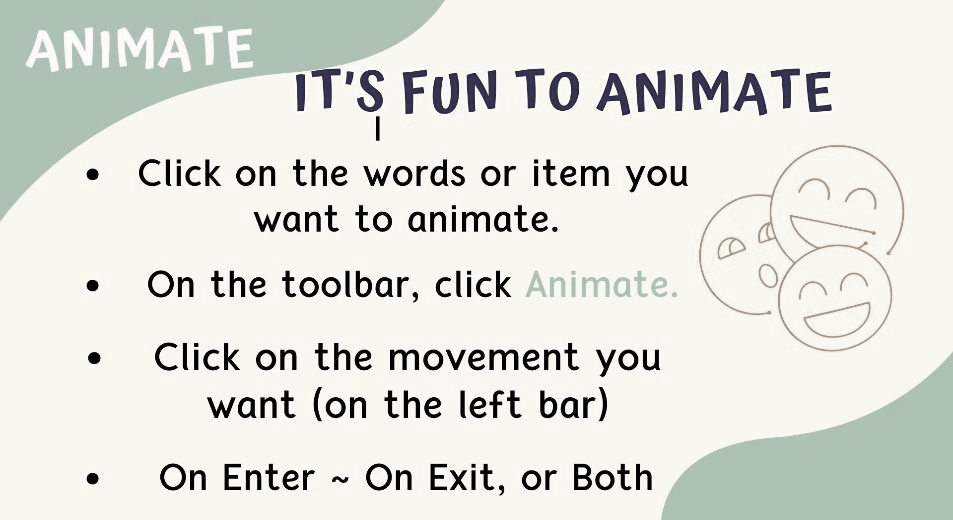 ANIMATE
IT'S FUN TO ANIMATE
• Click on the words or item you
want to animate.
• On the toolbar, click Animate.
• Click on the movement you
want (on the left bar)
• On Enter ~ On Exit, or Both